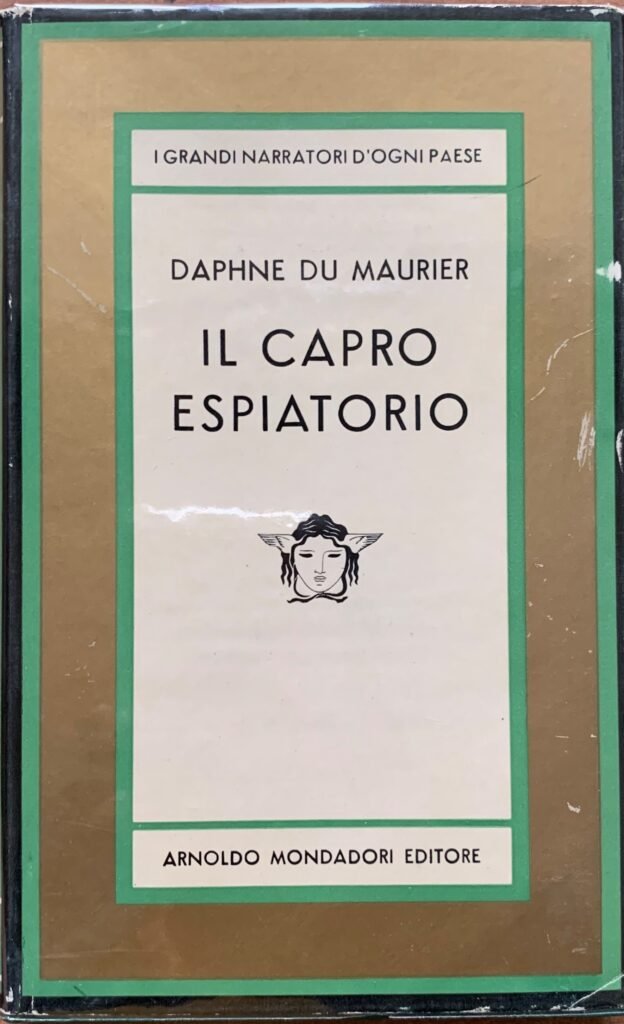 I GRANDI NARRATORI D'OGNI PAESE
DAPHNE DU MAURIER
IL CAPRO
ESPIATORIO
ARNOLDO MONDADORI EDITORE